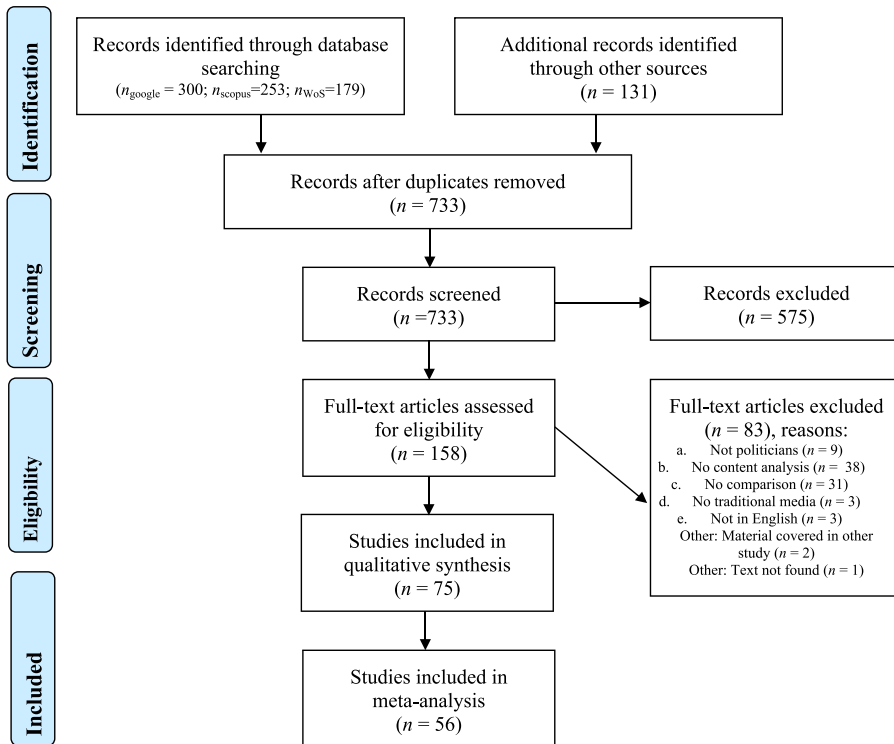 Identification
Records identified through database
searching
(n_google = 300; n_scopus=253; n_WoS=179)
Additional records identified
through other sources
(n = 131)
Records after duplicates removed
(n = 733)
Screening
Records screened
(n =733)
Records excluded
(n = 575)
Eligibility
Full-text articles assessed
for eligibility
(n = 158)
Full-text articles excluded
(n = 83), reasons:
a. Not politicians (n = 9)
b. No content analysis (n = 38)
c. No comparison (n = 31)
d. No traditional media (n = 3)
e. Not in English (n = 3)
Other: Material covered in other
study (n = 2)
Other: Text not found (n = 1)
Studies included in
qualitative synthesis
(n = 75)
Included
Studies included in
meta-analysis
(n = 56)